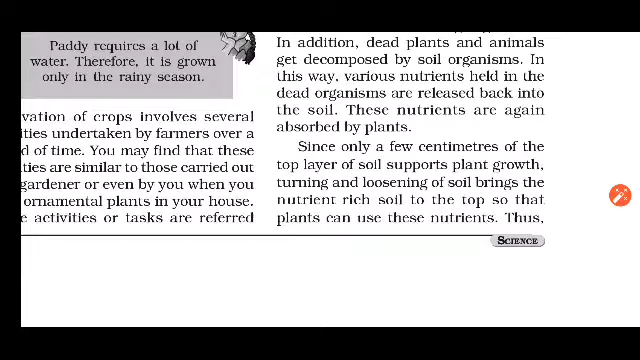 Paddy requires a lot of
water. Therefore, it is grown
only in the rainy season.
vation of crops involves several
ities undertaken by farmers over a
d of time. You may find that these
ties are similar to those carried out
gardener or even by you when you
ornamental plants in your house.
e activities or tasks are referred
In addition, dead plants and animals
get decomposed by soil organisms. In
this way, various nutrients held in the
dead organisms are released back into
the soil. These nutrients are again
absorbed by plants.
Since only a few centimetres of the
top layer of soil supports plant growth,
turning and loosening of soil brings the
nutrient rich soil to the top so that
plants can use these nutrients. Thus,
SCIENCE